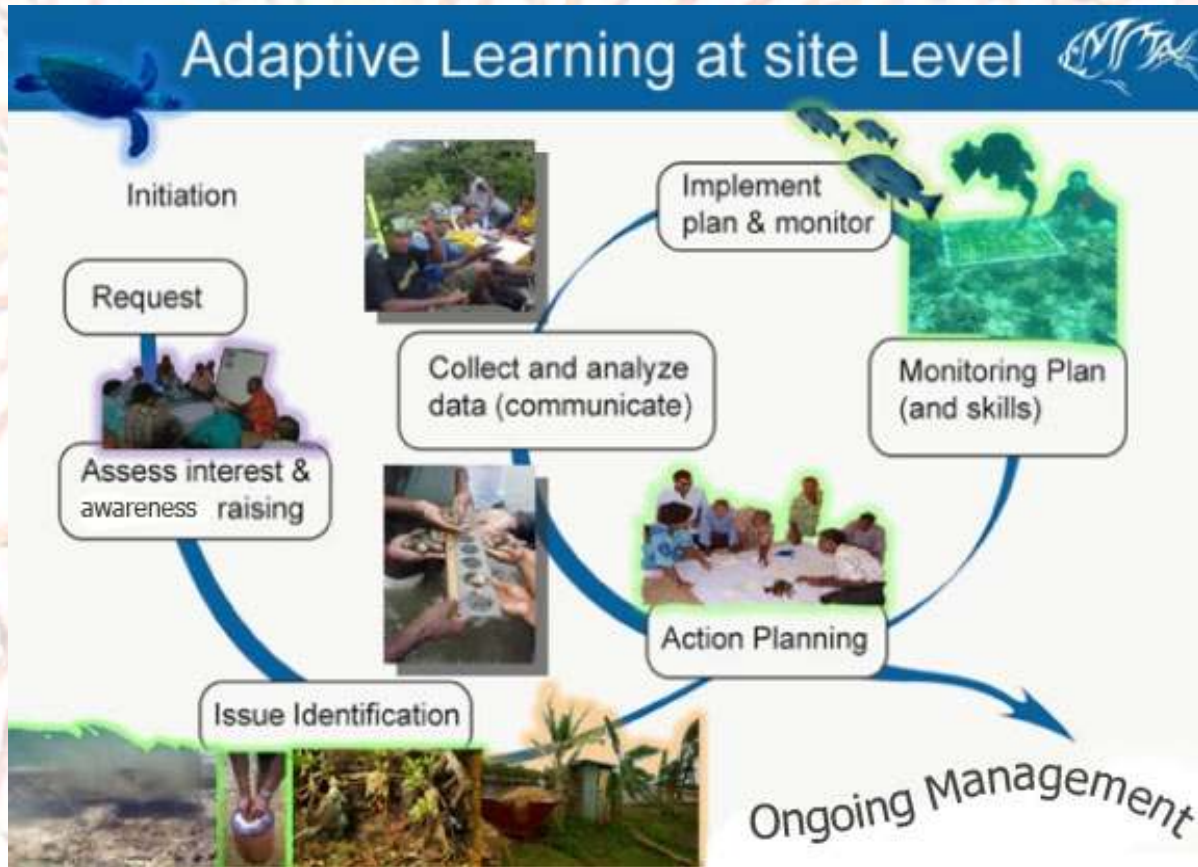 Adaptive Learning at site Level
Initiation
Request
Assess interest &
awareness raising
Issue Identification
Collect and analyze
data (communicate)
Implement
plan & monitor
Monitoring Plan
(and skills)
Action Planning
Ongoing Management